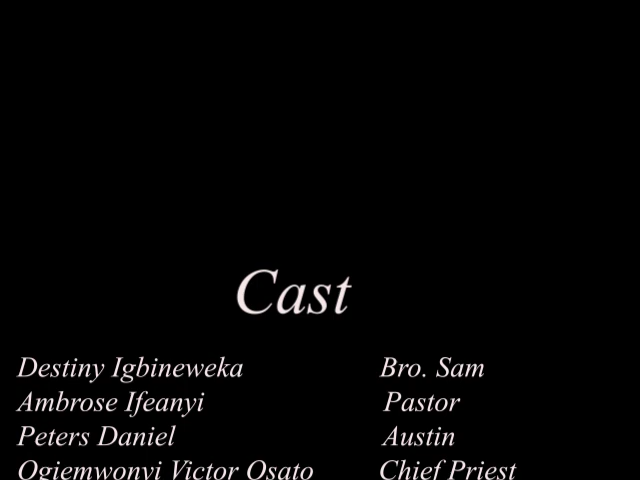 Cast
Destiny Igbineweka Bro. Sam
Ambrose Ifeanyi Pastor
Peters Daniel Austin
Ogiemwonyi Victor Osato Chief Priest